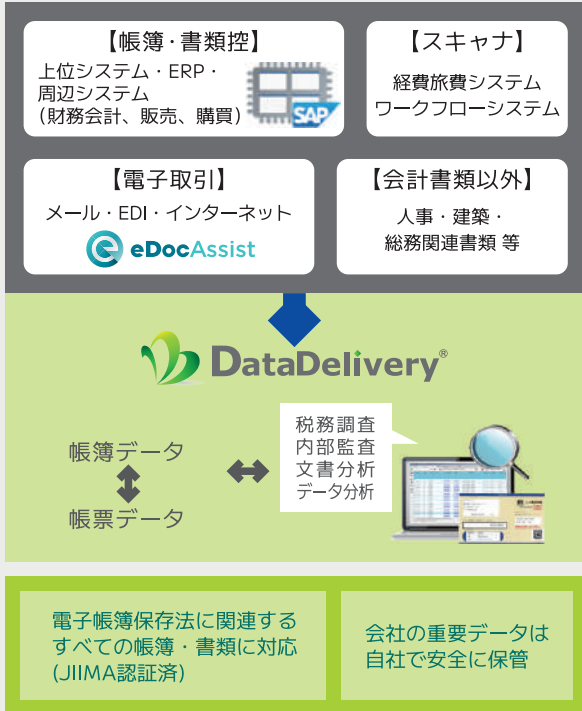 【帳簿・書類控】
上位システム・ERP・
周辺システム
(財務会計、販売、購買)
SAP
【スキャナ】
経費旅費システム
ワークフローシステム
【電子取引】
メール・EDI・インターネット
eDocAssist
【会計書類以外】
人事・建築・
総務関連書類 等
DataDelivery®
帳簿データ
帳票データ
税務調査
内部監査
文書分析
データ分析
電子帳簿保存法に関連する
すべての帳簿・書類に対応
(JIIMA認証済)
会社の重要データは
自社で安全に保管